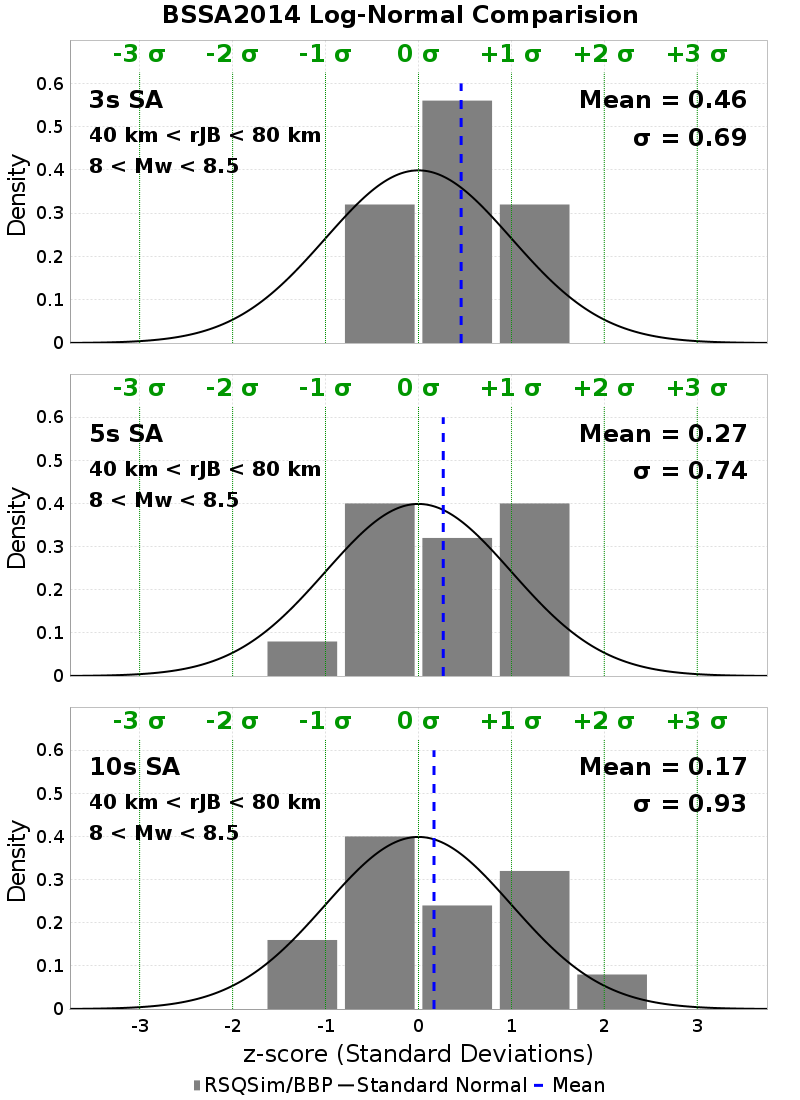 BSSA2014 Log-Normal Comparision
-3 σ -2 σ -1 σ 0 σ +1 σ +2 σ +3 σ
0.6
3s SA Mean = 0.46
0.5
40 km < rJB < 80 km σ = 0.69
8 < Mw < 8.5
0.4
Density
0.3
0.2
0.1
0
-3 σ -2 σ -1 σ 0 σ +1 σ +2 σ +3 σ
0.6
5s SA Mean = 0.27
0.5
40 km < rJB < 80 km σ = 0.74
8 < Mw < 8.5
0.4
Density
0.3
0.2
0.1
0
-3 σ -2 σ -1 σ 0 σ +1 σ +2 σ +3 σ
0.6
10s SA Mean = 0.17
0.5
40 km < rJB < 80 km σ = 0.93
8 < Mw < 8.5
0.4
Density
0.3
0.2
0.1
0
-3 -2 -1 0 1 2 3
z-score (Standard Deviations)
RSQSim/BBP Standard Normal Mean